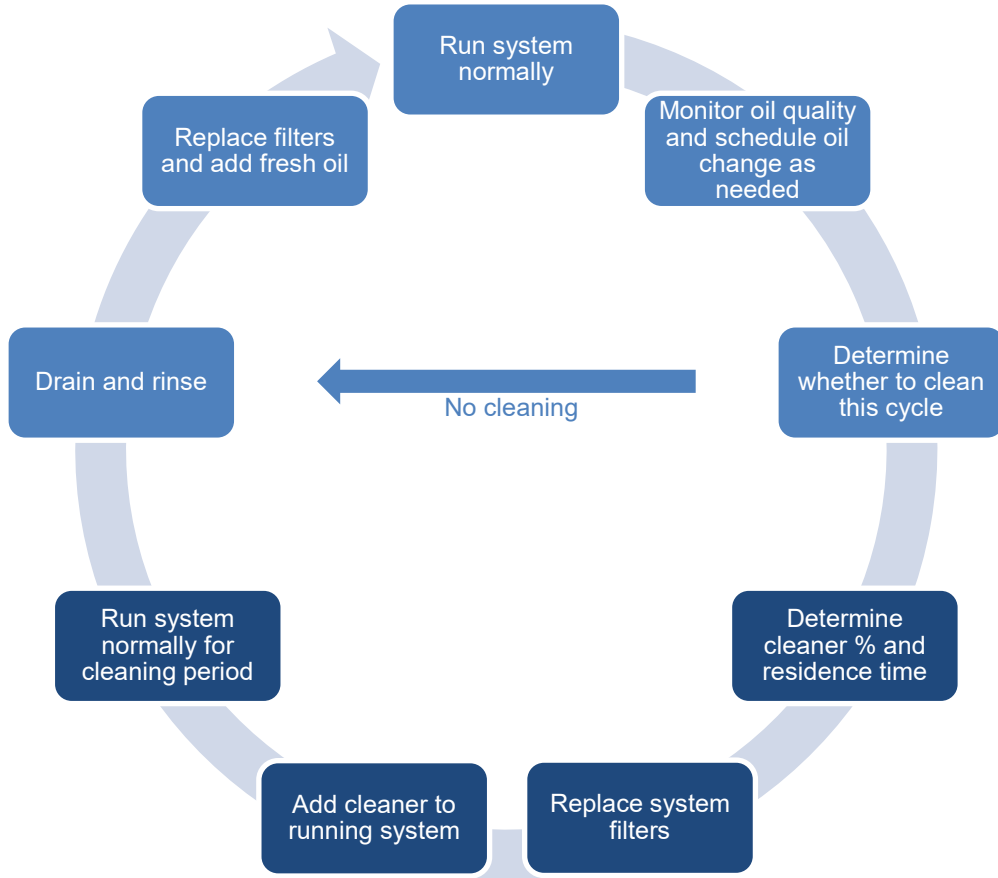 Run system
normally
Monitor oil quality
and schedule oil
change as
needed
Determine
whether to clean
this cycle
Determine
cleaner % and
residence time
Replace system
filters
Add cleaner to
running system
Run system
normally for
cleaning period
Drain and rinse
Replace filters
and add fresh oil
No cleaning